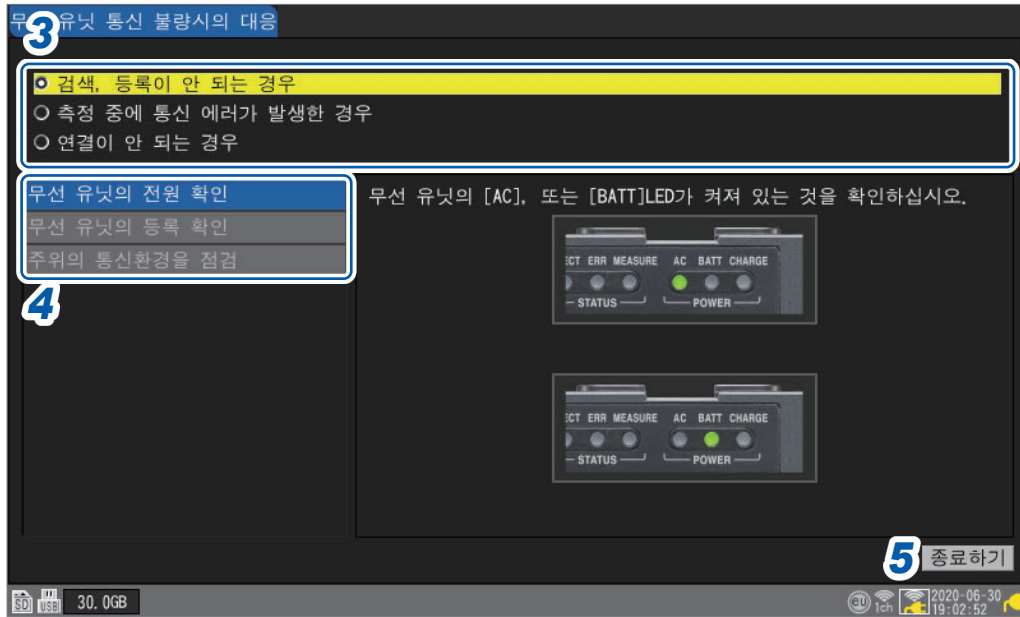 무선 유닛 통신 불량시의 대응
3
검색, 등록이 안 되는 경우
측정 중에 통신 에러가 발생한 경우
연결이 안 되는 경우
무선 유닛의 전원 확인
무선 유닛의 등록 확인
주위의 통신환경을 점검
4
무선 유닛의 [AC], 또는 [BATT]LED가 켜져 있는 것을 확인하십시오.
ECT ERR MEASURE AC BATT CHARGE
STATUS POWER
ECT ERR MEASURE AC BATT CHARGE
STATUS POWER
5 종료하기
SD USB 30.0GB
1ch 2020-06-30
19:02:52